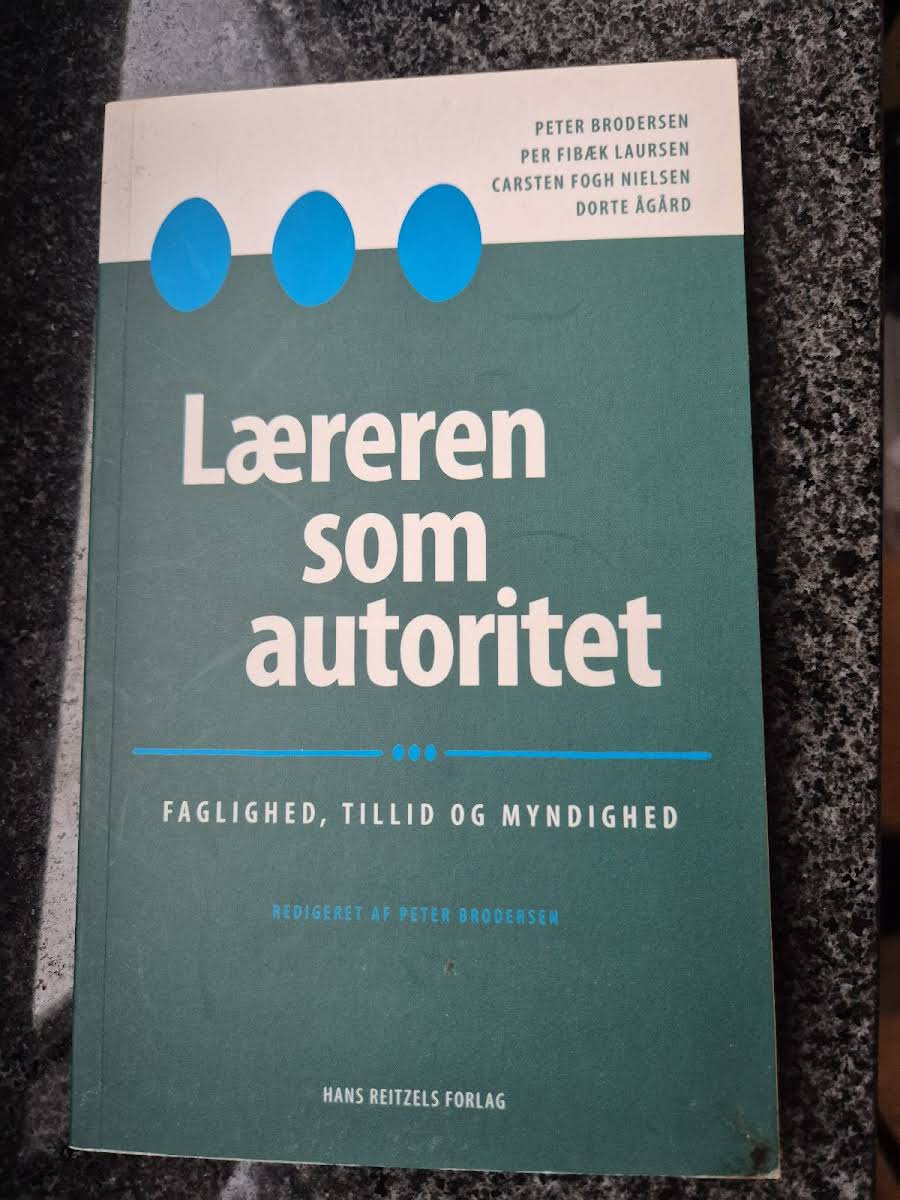 PETER BRODERSEN
PER FIBÆK LAURSEN
CARSTEN FOGH NIELSEN
DORTE ÅGÅRD
Læreren
som
autoritet
FAGLIGHED, TILLID OG MYNDIGHED
REDIGERET AF PETER BRODERSEN
HANS REITZELS FORLAG